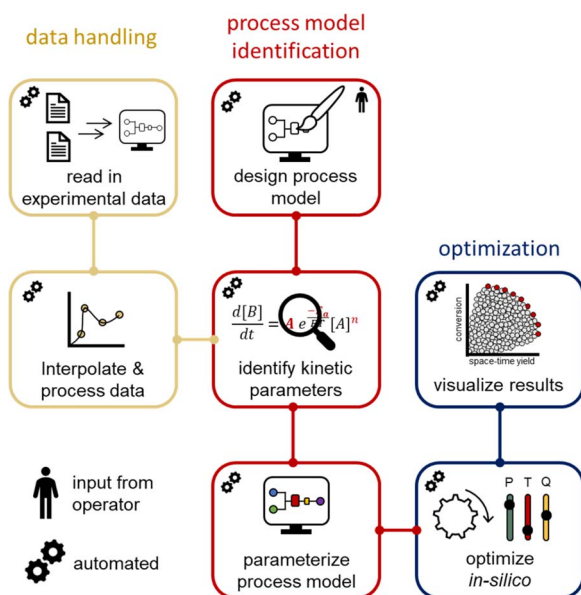 data handling
process model
identification
read in
experimental data
design process
model
optimization
Interpolate &
process data
d[B]
dt
= A e
[A]ⁿ
identify kinetic
parameters
conversion
space-time yield
visualize results
input from
operator
automated
parameterize
process model
P T Q
optimize
in-silico